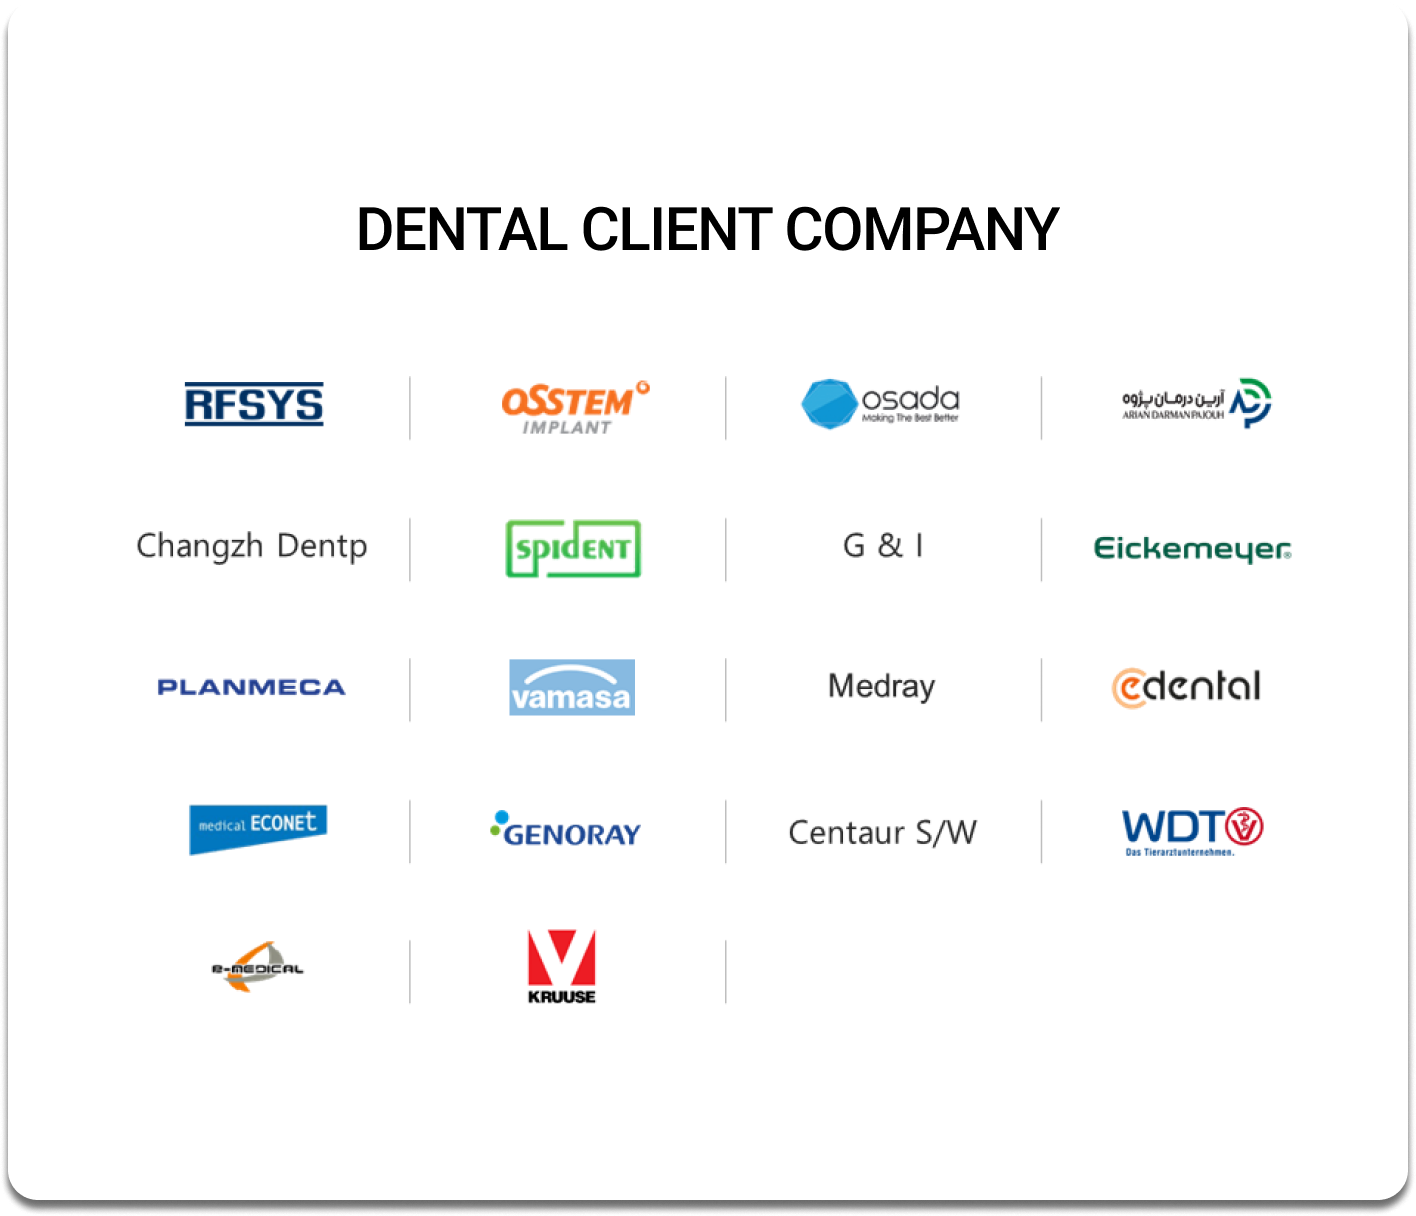 DENTAL CLIENT COMPANY
RFSYS
OSSTEM
IMPLANT
osada
Making The Best Better
آرین درمان پژوه
ARIAN DARMAN PAJOUH
Changzh Dentp
SPIDENT
G & I
Eickemeyer®
PLANMECA
vamasa
Medray
edental
medical ECONET
GENORAY
Centaur S/W
WDT
Das Tierarztunternehmen.
e-MEDICAL
KRUUSE